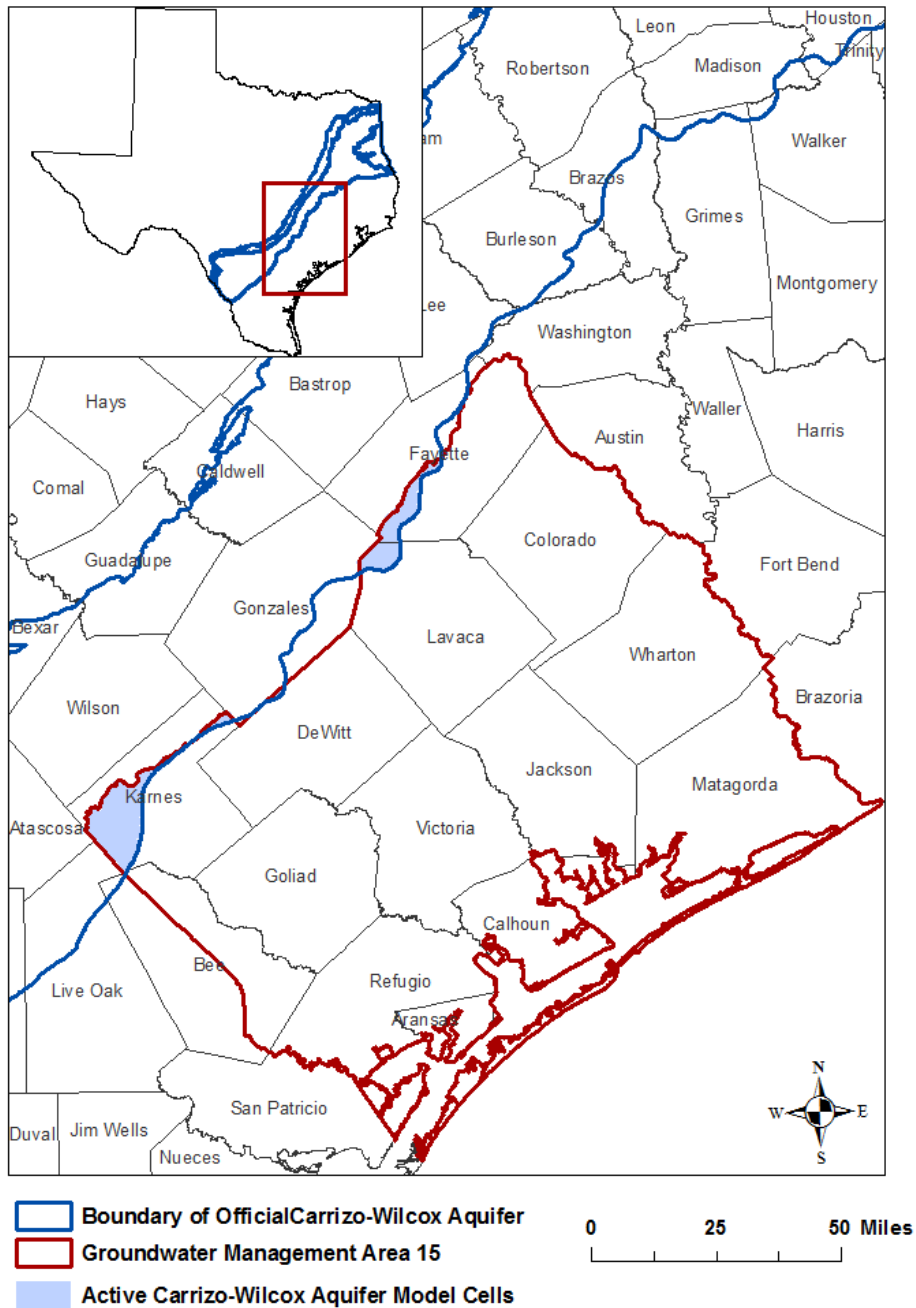 Houston
Leon
Trinity
Robertson
Madison
am
Walker
Brazos
Grimes
Burleson
Montgomery
Lee
Washington
Bastrop
Hays
Waller
Harris
Austin
Fayette
Caldwell
Comal
Colorado
Guadalupe
Fort Bend
Gonzales
Bexar
Lavaca
Wharton
Brazoria
Wilson
DeWitt
Jackson
Matagorda
Karnes
Atascosa
Victoria
Goliad
Calhoun
Bee
Refugio
Live Oak
Aransas
San Patricio
Duval
Jim Wells
Nueces
N
W
E
S
Boundary of OfficialCarrizo-Wilcox Aquifer
Groundwater Management Area 15
Active Carrizo-Wilcox Aquifer Model Cells
0 25 50 Miles